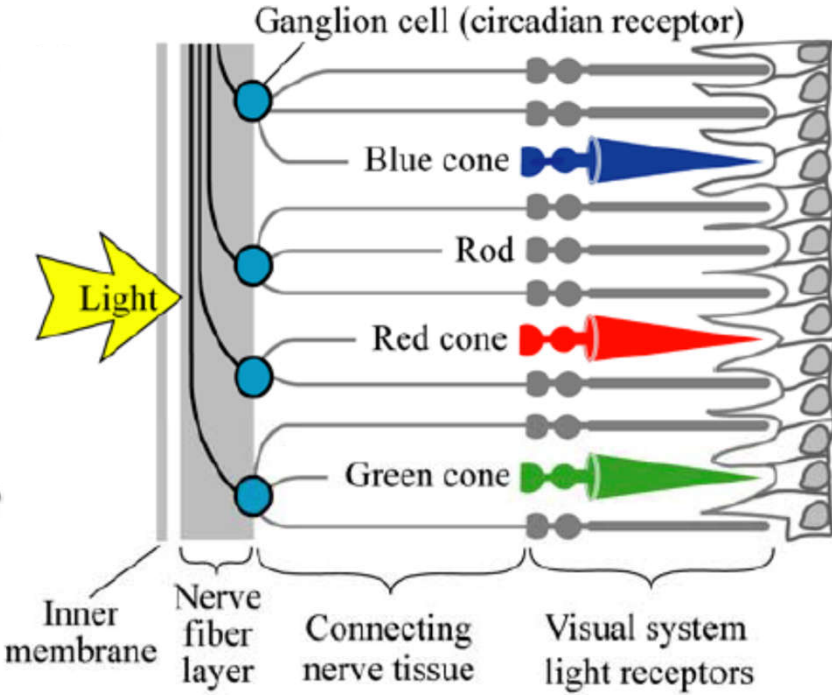 Ganglion cell (circadian receptor)
Blue cone
Rod
Light
Red cone
Green cone
Inner
membrane
Nerve
fiber
layer
Connecting
nerve tissue
Visual system
light receptors